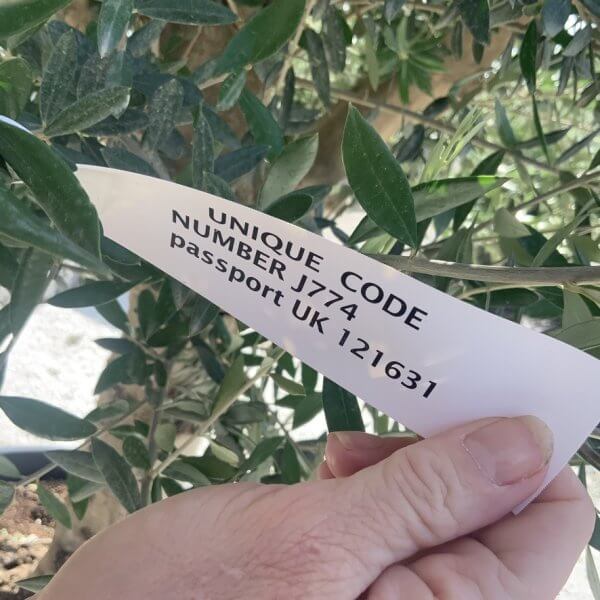 UNIQUE CODE
NUMBER J774
passport UK 121631